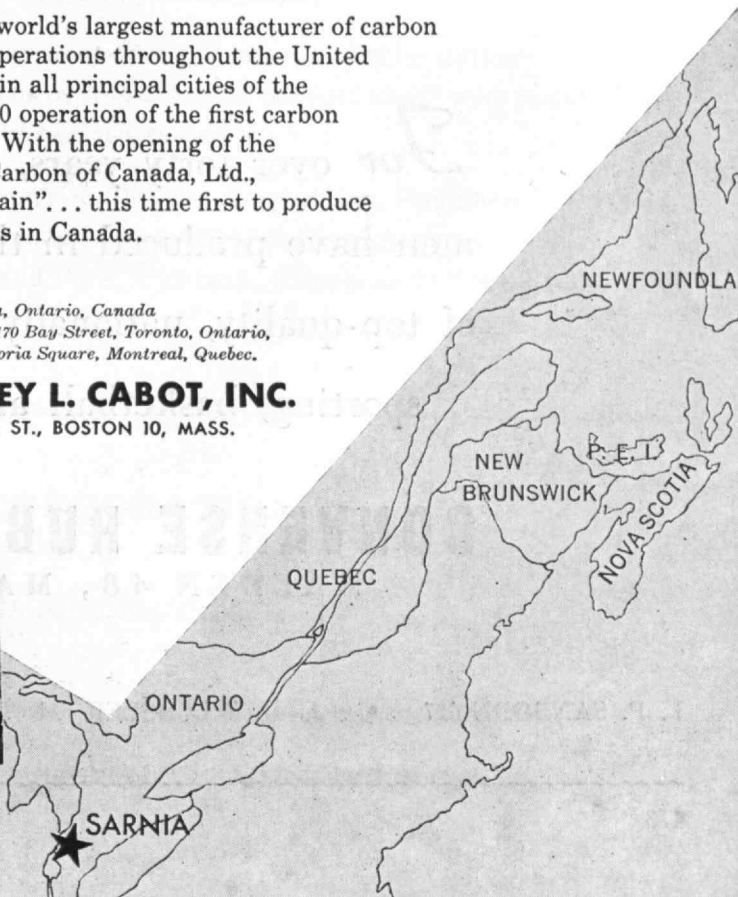 world's largest manufacturer of carbon
perations throughout the United
in all principal cities of the
0 operation of the first carbon
With the opening of the
Carbon of Canada, Ltd.,
ain"... this time first to produce
s in Canada.
, Ontario, Canada
70 Bay Street, Toronto, Ontario,
oria Square, Montreal, Quebec.
EY L. CABOT, INC.
ST., BOSTON 10, MASS.
NEWFOUNDLA
P.E.I.
NEW
BRUNSWICK
NOVA SCOTIA
QUEBEC
ONTARIO
SARNIA